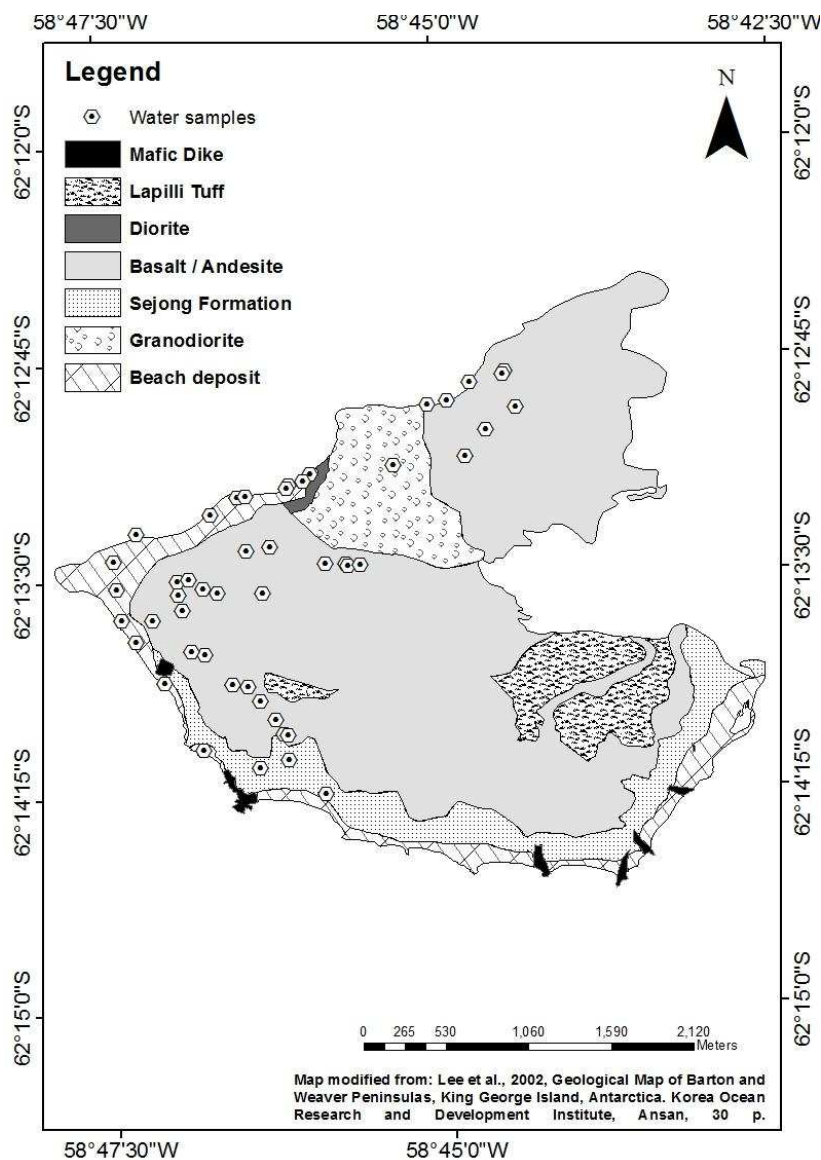 58°47'30"W 58°45'0"W 58°42'30"W
Legend
N
Water samples
Mafic Dike
Lapilli Tuff
Diorite
Basalt / Andesite
Sejong Formation
Granodiorite
Beach deposit
62°12'0"S 62°12'0"S
62°12'45"S 62°12'45"S
62°13'30"S 62°13'30"S
62°14'15"S 62°14'15"S
62°15'0"S 62°15'0"S
0 265 530 1,060 1,590 2,120
Meters
Map modified from: Lee et al., 2002, Geological Map of Barton and
Weaver Peninsulas, King George Island, Antarctica. Korea Ocean
Research and Development Institute, Ansan, 30 p.
58°47'30"W 58°45'0"W